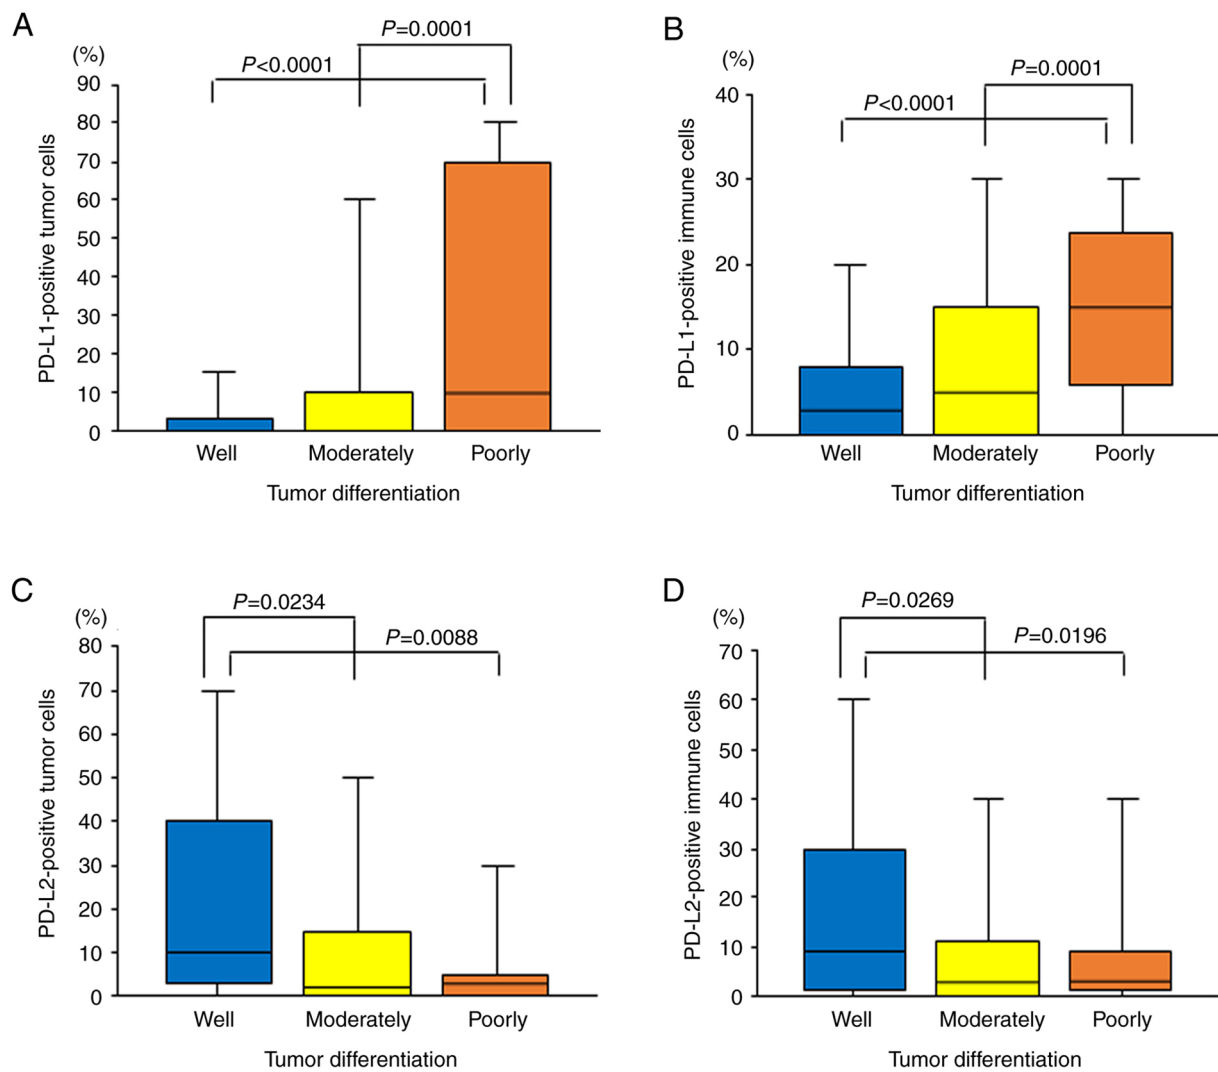 A
(%)
P=0.0001
P<0.0001
PD-L1-positive tumor cells
90
80
70
60
50
40
30
20
10
0
Well Moderately Poorly
Tumor differentiation
B
(%)
P=0.0001
P<0.0001
PD-L1-positive immune cells
40
30
20
10
0
Well Moderately Poorly
Tumor differentiation
C
(%)
P=0.0234
P=0.0088
PD-L2-positive tumor cells
80
70
60
50
40
30
20
10
0
Well Moderately Poorly
Tumor differentiation
D
(%)
P=0.0269
P=0.0196
PD-L2-positive immune cells
70
60
50
40
30
20
10
0
Well Moderately Poorly
Tumor differentiation